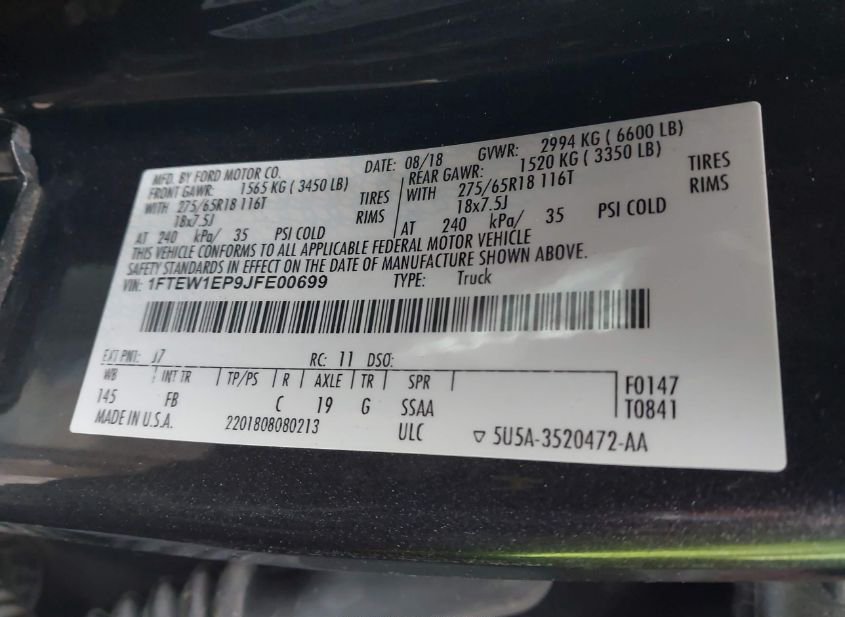 MFD. BY FORD MOTOR CO. DATE: 08/18 GVWR: 2994 KG ( 6600 LB)
FRONT GAWR: 1565 KG ( 3450 LB) REAR GAWR: 1520 KG ( 3350 LB)
WITH 275/65R18 116T TIRES WITH 275/65R18 116T TIRES
18x7.5J RIMS 18x7.5J RIMS
AT 240 kPa/ 35 PSI COLD AT 240 kPa/ 35 PSI COLD
THIS VEHICLE CONFORMS TO ALL APPLICABLE FEDERAL MOTOR VEHICLE
SAFETY STANDARDS IN EFFECT ON THE DATE OF MANUFACTURE SHOWN ABOVE.
VIN: 1FTEW1EP9JFE00699 TYPE: Truck
EXT PNT: J7 RC: 11 DSO:
WB INT TR TP/PS R AXLE TR SPR F0147
145 FB C 19 G SSAA T0841
MADE IN U.S.A. 2201808080213 ULC ▽ 5U5A-3520472-AA